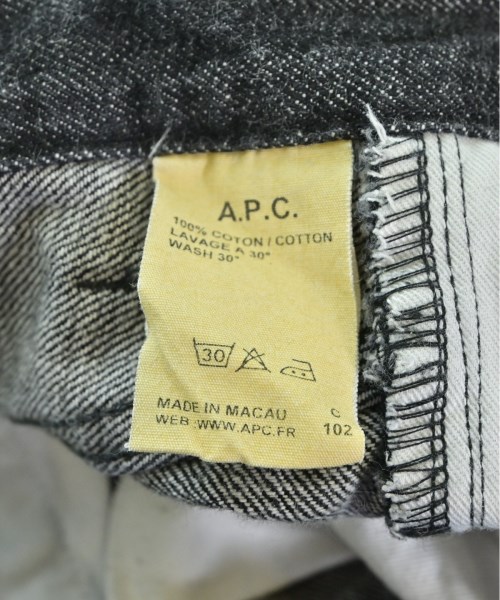 A.P.C.
100% COTON / COTTON
LAVAGE A 30°
WASH 30°
30
MADE IN MACAU C
WEB :WWW.APC.FR 102